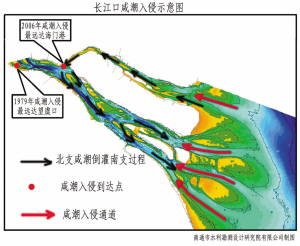 长江口咸潮入侵示意图
2006年咸潮入侵
最远达海门港
1979年咸潮入侵
最远达望虞口
北支咸潮倒灌南支过程
咸潮入侵到达点
咸潮入侵通道
南通市水利勘测设计研究院有限公司制图